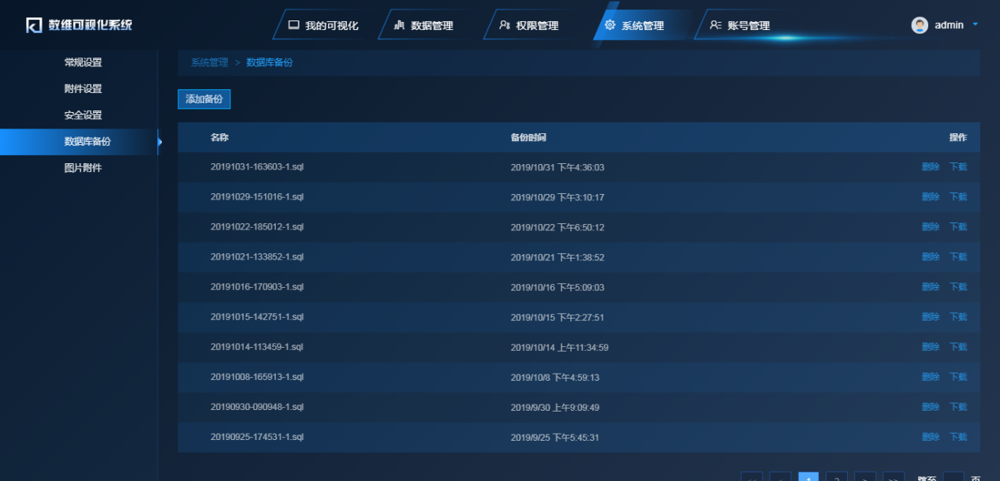 数维可视化系统
我的可视化 数据管理 权限管理 系统管理 账号管理 admin
常规设置
附件设置
安全设置
数据库备份
图片附件
系统管理 > 数据库备份
添加备份
名称 备份时间 操作
20191031-163603-1.sql 2019/10/31 下午4:36:03 删除 下载
20191029-151016-1.sql 2019/10/29 下午3:10:17 删除 下载
20191022-185012-1.sql 2019/10/22 下午6:50:12 删除 下载
20191021-133852-1.sql 2019/10/21 下午1:38:52 删除 下载
20191016-170903-1.sql 2019/10/16 下午5:09:03 删除 下载
20191015-142751-1.sql 2019/10/15 下午2:27:51 删除 下载
20191014-113459-1.sql 2019/10/14 上午11:34:59 删除 下载
20191008-165913-1.sql 2019/10/8 下午4:59:13 删除 下载
20190930-090948-1.sql 2019/9/30 上午9:09:49 删除 下载
20190925-174531-1.sql 2019/9/25 下午5:45:31 删除 下载
<< < 1 2 > >> 跳至 页